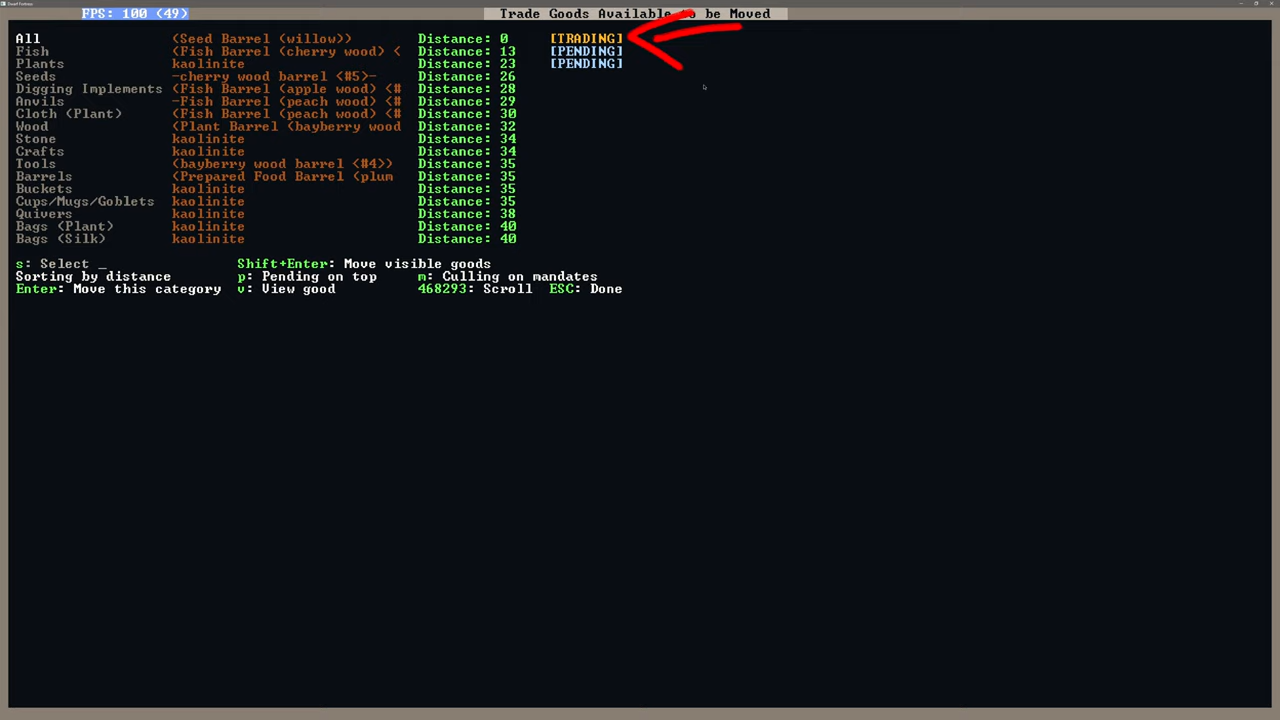 Dwarf Fortress
FPS: 100 (49) Trade Goods Available to be Moved
All (Seed Barrel (willow)) Distance: 0 [TRADING]
Fish (Fish Barrel (cherry wood) ( Distance: 13 [PENDING]
Plants kaolinite Distance: 23 [PENDING]
Seeds -cherry wood barrel <#5>- Distance: 26
Digging Implements (Fish Barrel (apple wood) <# Distance: 28
Anvils -Fish Barrel (peach wood) <# Distance: 29
Cloth (Plant) (Fish Barrel (peach wood) <# Distance: 30
Wood (Plant Barrel (bayberry wood Distance: 32
Stone kaolinite Distance: 34
Crafts kaolinite Distance: 34
Tools (bayberry wood barrel <#4>) Distance: 35
Barrels (Prepared Food Barrel (plum Distance: 35
Buckets kaolinite Distance: 35
Cups/Mugs/Goblets kaolinite Distance: 35
Quivers kaolinite Distance: 38
Bags (Plant) kaolinite Distance: 40
Bags (Silk) kaolinite Distance: 40
s: Select _ Shift+Enter: Move visible goods
Sorting by distance p: Pending on top m: Culling on mandates
Enter: Move this category v: View good 468293: Scroll ESC: Done